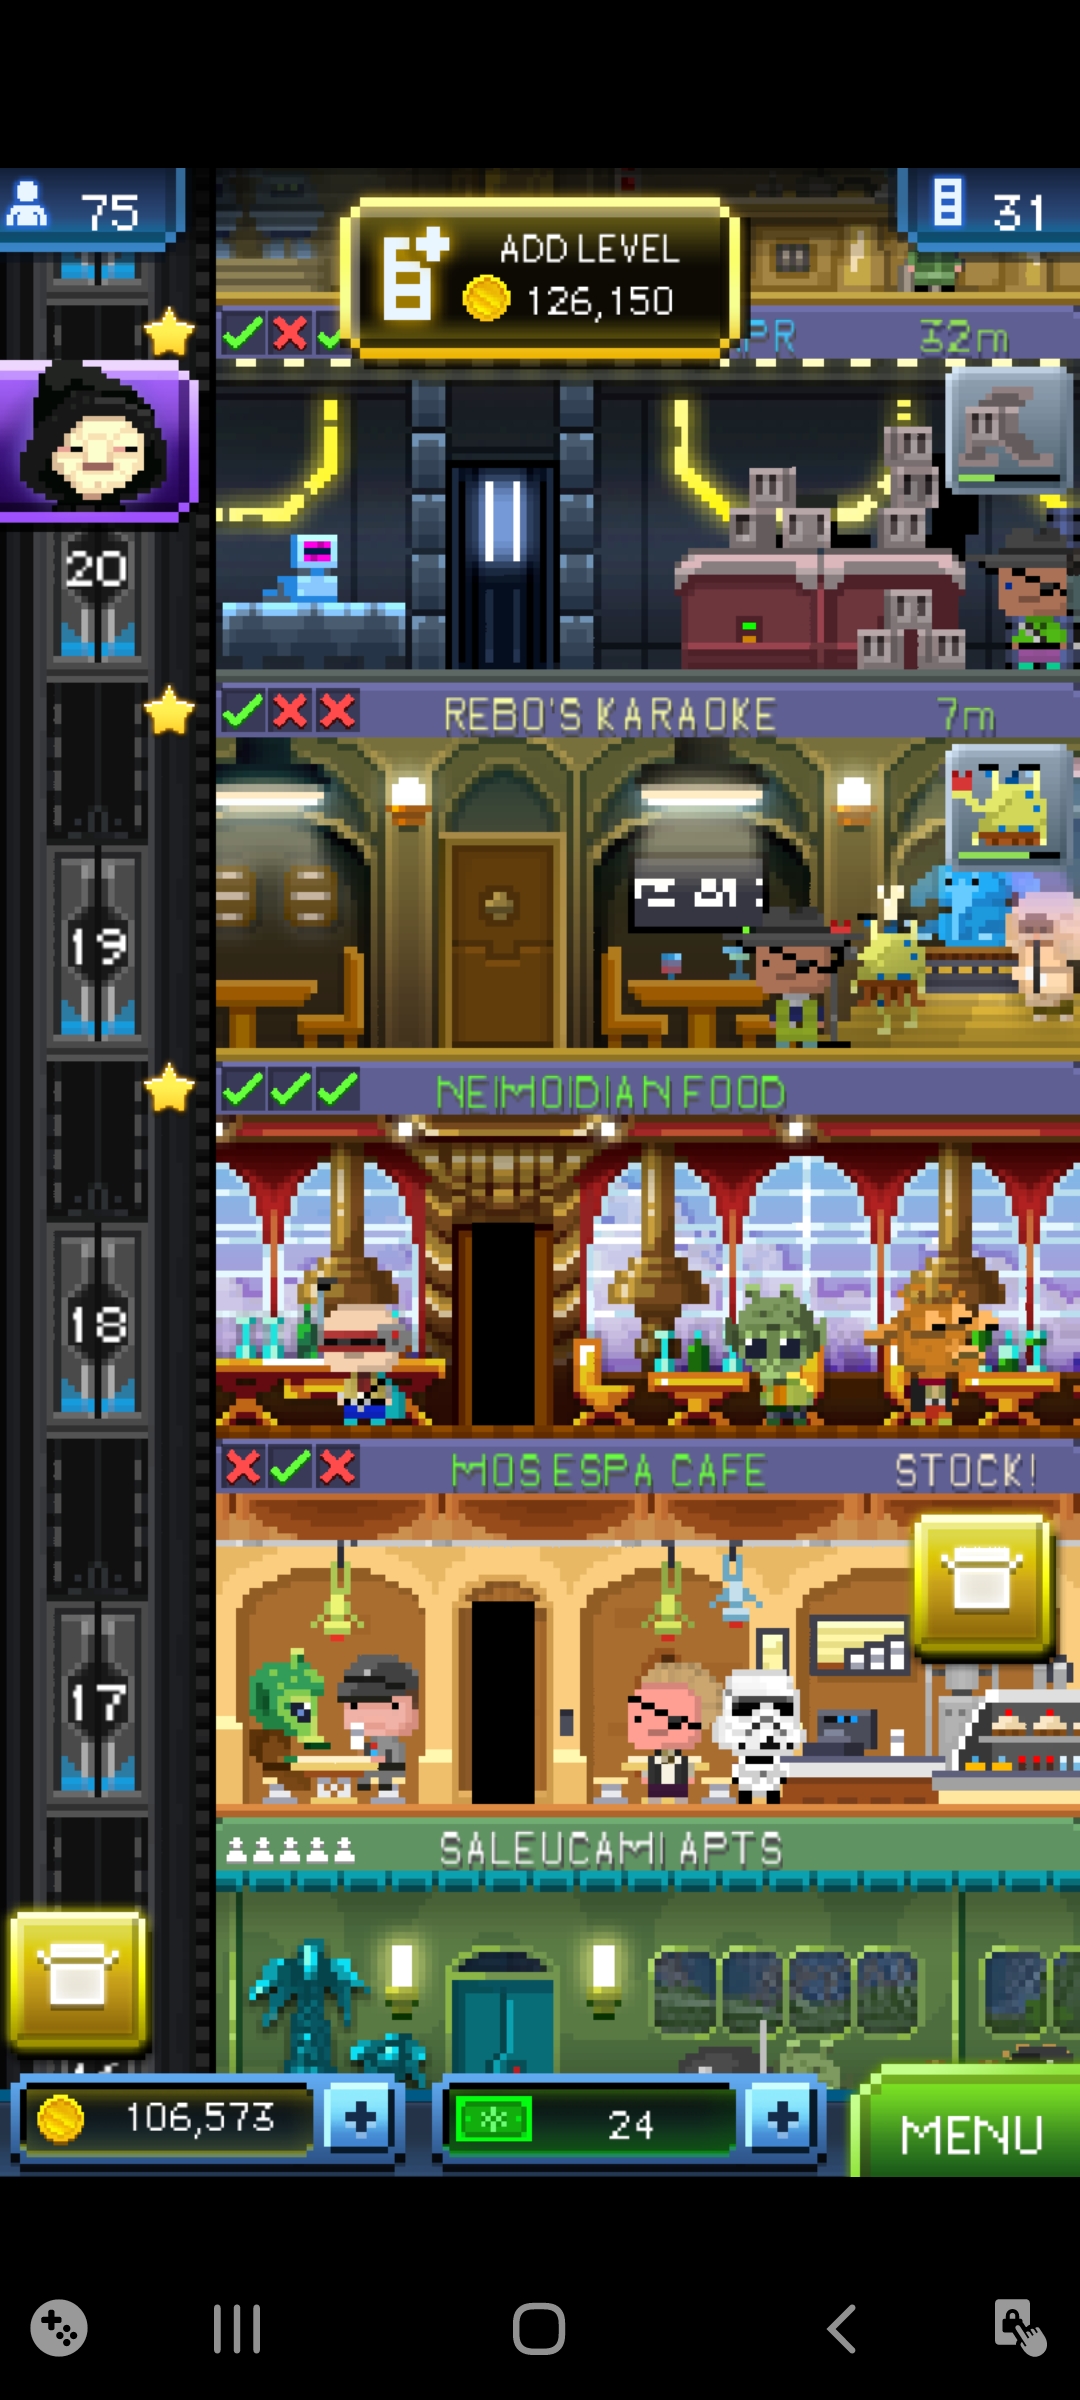 75
31
ADD LEVEL
126,150
PR
32m
20
REBO'S KARAOKE
7m
19
NEIMOIDIAN FOOD
18
MOS ESPA CAFE
STOCK!
17
SALEUCAMI APTS
106,573
24
MENU